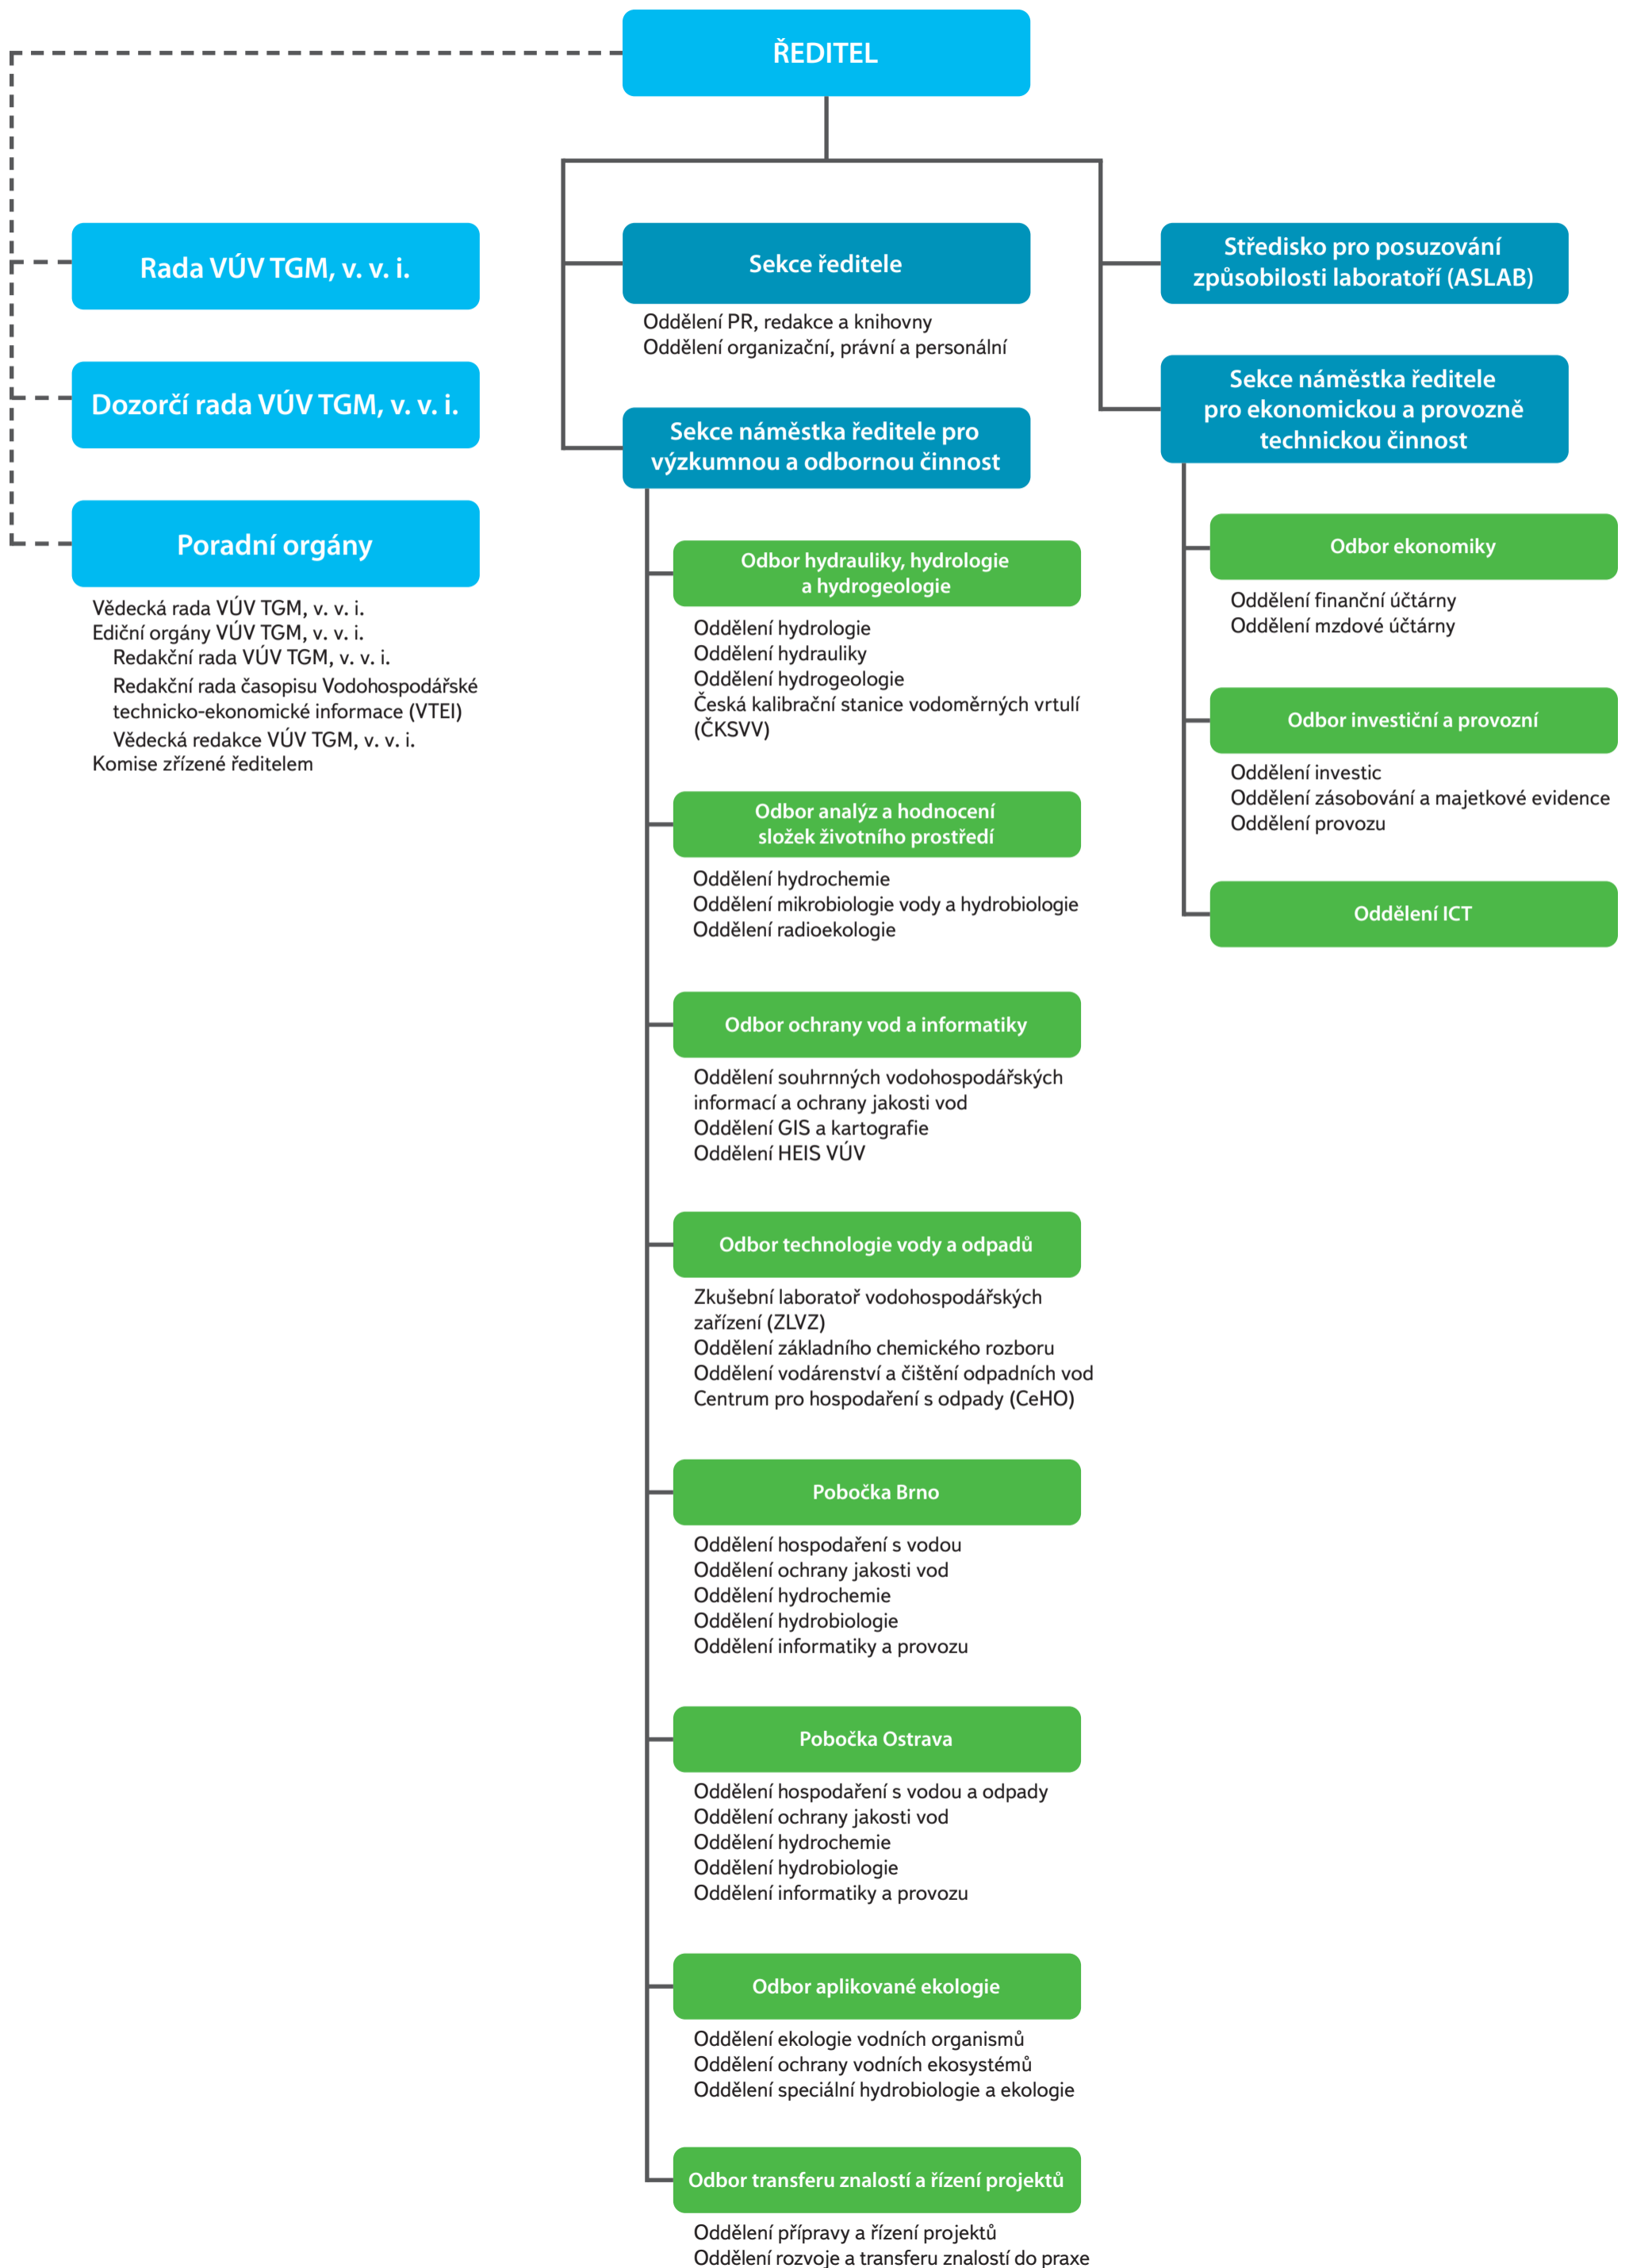 ŘEDITEL
Rada VÚV TGM, v. v. i.
Dozorčí rada VÚV TGM, v. v. i.
Poradní orgány
Vědecká rada VÚV TGM, v. v. i.
Ediční orgány VÚV TGM, v. v. i.
Redakční rada VÚV TGM, v. v. i.
Redakční rada časopisu Vodohospodářské
technicko-ekonomické informace (VTEI)
Vědecká redakce VÚV TGM, v. v. i.
Komise zřízené ředitelem
Sekce ředitele
Oddělení PR, redakce a knihovny
Oddělení organizační, právní a personální
Sekce náměstka ředitele pro
výzkumnou a odbornou činnost
Odbor hydrauliky, hydrologie
a hydrogeologie
Oddělení hydrologie
Oddělení hydrauliky
Oddělení hydrogeologie
Česká kalibrační stanice vodoměrných vrtulí
(ČKSVV)
Odbor analýz a hodnocení
složek životního prostředí
Oddělení hydrochemie
Oddělení mikrobiologie vody a hydrobiologie
Oddělení radioekologie
Odbor ochrany vod a informatiky
Oddělení souhrnných vodohospodářských
informací a ochrany jakosti vod
Oddělení GIS a kartografie
Oddělení HEIS VÚV
Odbor technologie vody a odpadů
Zkušební laboratoř vodohospodářských
zařízení (ZLVZ)
Oddělení základního chemického rozboru
Oddělení vodárenství a čištění odpadních vod
Centrum pro hospodaření s odpady (CeHO)
Pobočka Brno
Oddělení hospodaření s vodou
Oddělení ochrany jakosti vod
Oddělení hydrochemie
Oddělení hydrobiologie
Oddělení informatiky a provozu
Pobočka Ostrava
Oddělení hospodaření s vodou a odpady
Oddělení ochrany jakosti vod
Oddělení hydrochemie
Oddělení hydrobiologie
Oddělení informatiky a provozu
Odbor aplikované ekologie
Oddělení ekologie vodních organismů
Oddělení ochrany vodních ekosystémů
Oddělení speciální hydrobiologie a ekologie
Odbor transferu znalostí a řízení projektů
Oddělení přípravy a řízení projektů
Oddělení rozvoje a transferu znalostí do praxe
Středisko pro posuzování
způsobilosti laboratoří (ASLAB)
Sekce náměstka ředitele
pro ekonomickou a provozně
technickou činnost
Odbor ekonomiky
Oddělení finanční účtárny
Oddělení mzdové účtárny
Odbor investiční a provozní
Oddělení investic
Oddělení zásobování a majetkové evidence
Oddělení provozu
Oddělení ICT